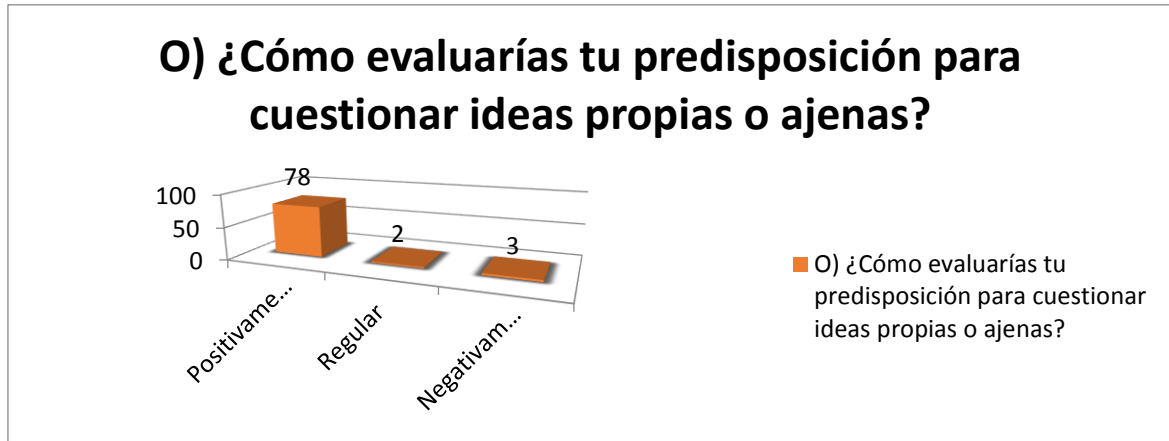 O) ¿Cómo evaluarías tu predisposición para
cuestionar ideas propias o ajenas?
78
100
50
0
2
3
Positivame...
Regular
Negativam...
O) ¿Cómo evaluarías tu
predisposición para cuestionar
ideas propias o ajenas?